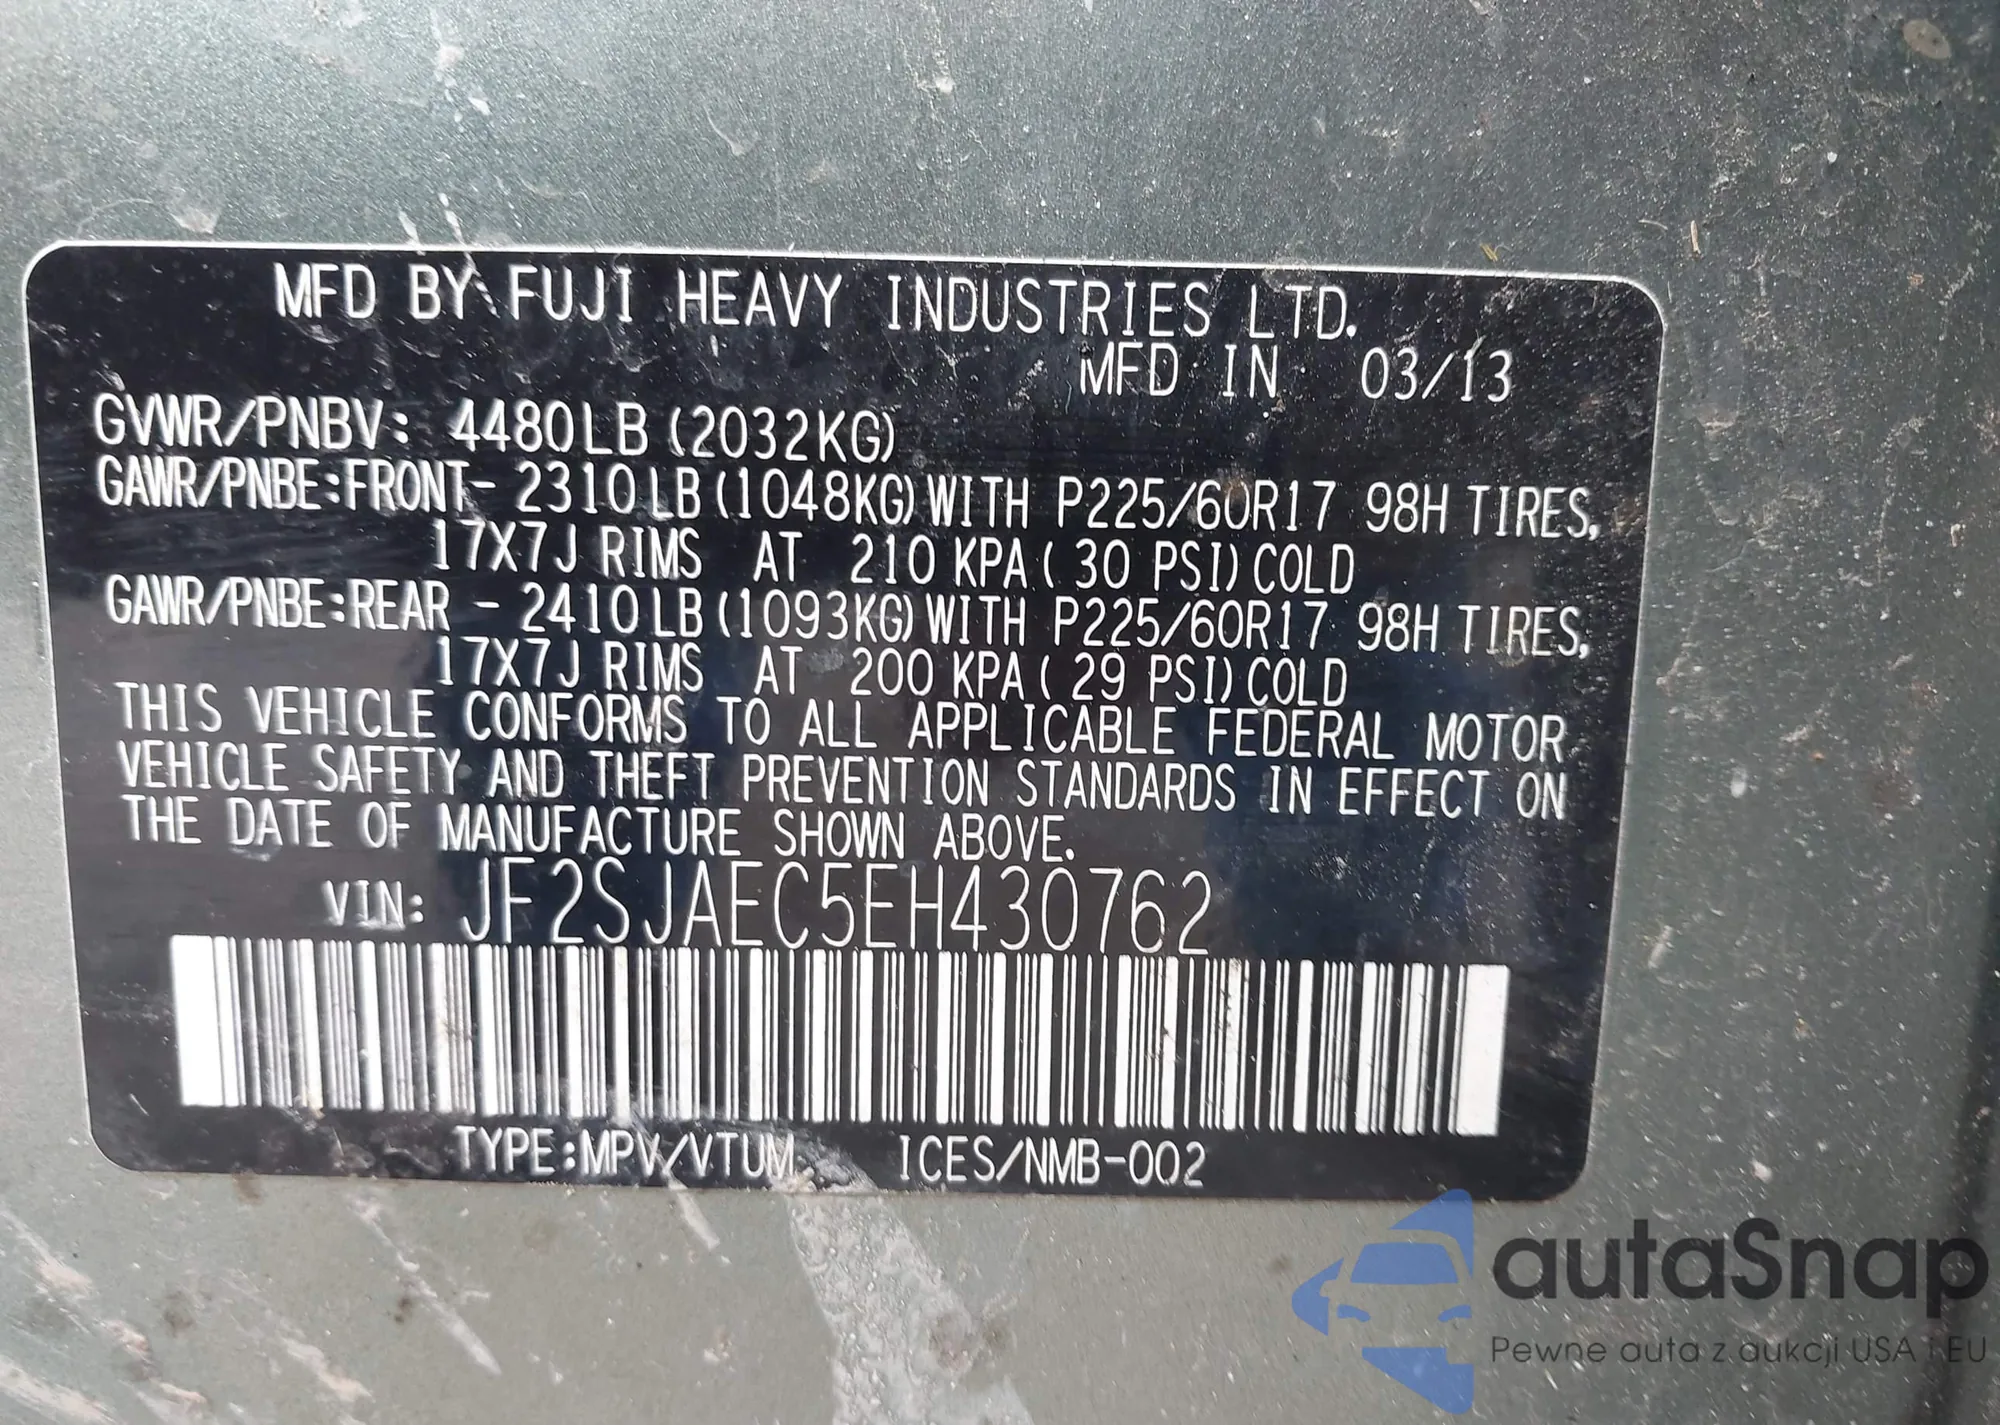 MFD BY FUJI HEAVY INDUSTRIES LTD.
MFD IN 03/13
GVWR/PNBV: 4480LB (2032KG)
GAWR/PNBE:FRONT- 2310LB (1048KG) WITH P225/60R17 98H TIRES,
17X7J RIMS AT 210 KPA ( 30 PSI) COLD
GAWR/PNBE:REAR - 2410LB (1093KG) WITH P225/60R17 98H TIRES,
17X7J RIMS AT 200 KPA ( 29 PSI) COLD
THIS VEHICLE CONFORMS TO ALL APPLICABLE FEDERAL MOTOR
VEHICLE SAFETY AND THEFT PREVENTION STANDARDS IN EFFECT ON
THE DATE OF MANUFACTURE SHOWN ABOVE.
VIN: JF2SJAEC5EH430762
TYPE:MPV/VTUM ICES/NMB-002
autaSnap
Pewne auta z aukcji USA i EU